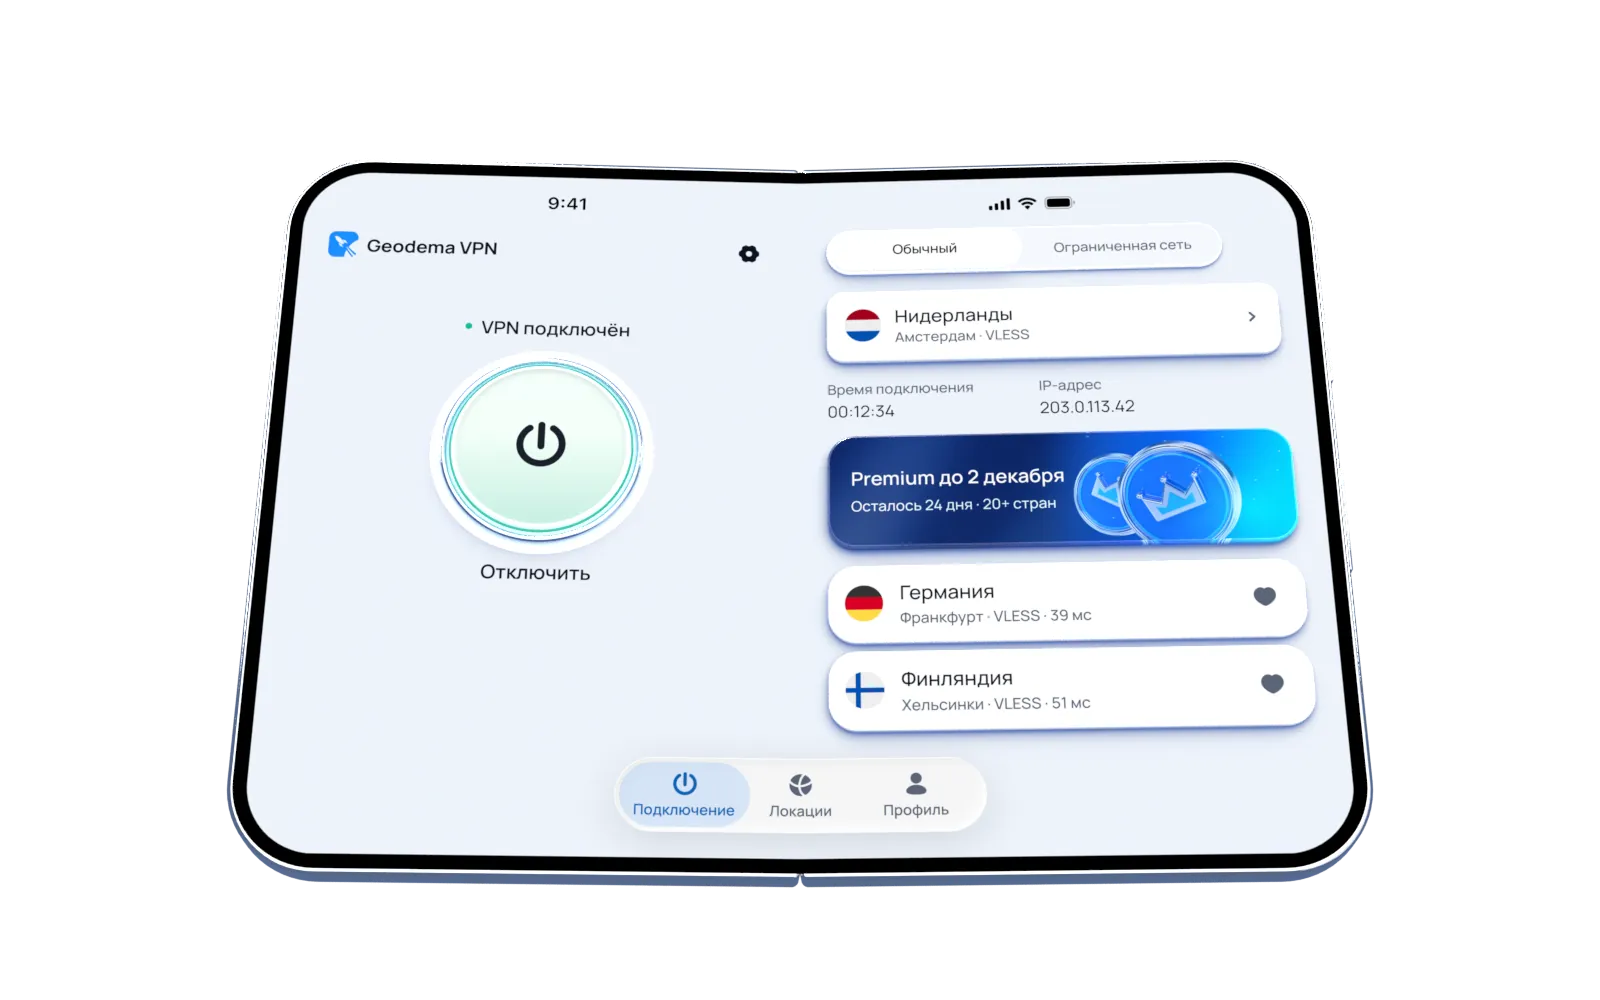 9:41
Geodema VPN
VPN подключён
Отключить
Обычный
Ограниченная сеть
Нидерланды
Амстердам · VLESS
Время подключения
00:12:34
IP-адрес
203.0.113.42
Premium до 2 декабря
Осталось 24 дня · 20+ стран
Германия
Франкфурт · VLESS · 39 мс
Финляндия
Хельсинки · VLESS · 51 мс
Подключение
Локации
Профиль